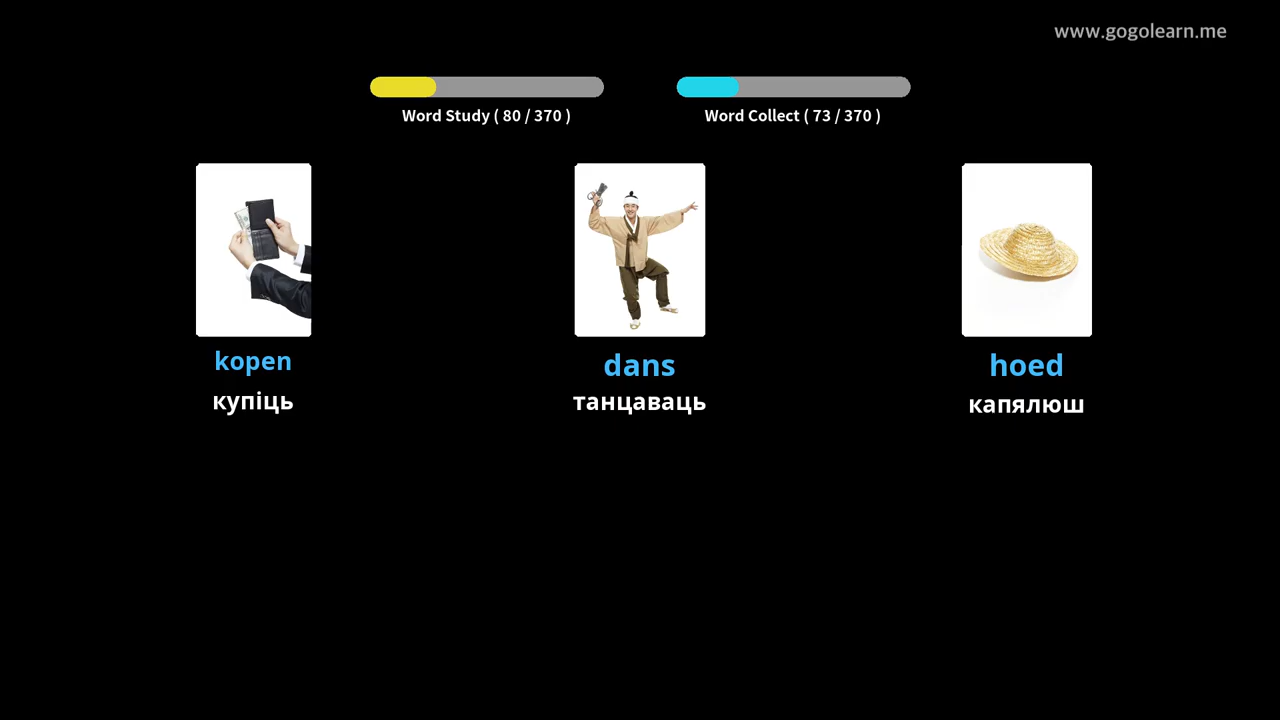 www.gogolearn.me
Word Study ( 80 / 370 )
Word Collect ( 73 / 370 )
kopen
купіць
dans
танцаваць
hoed
капялюш